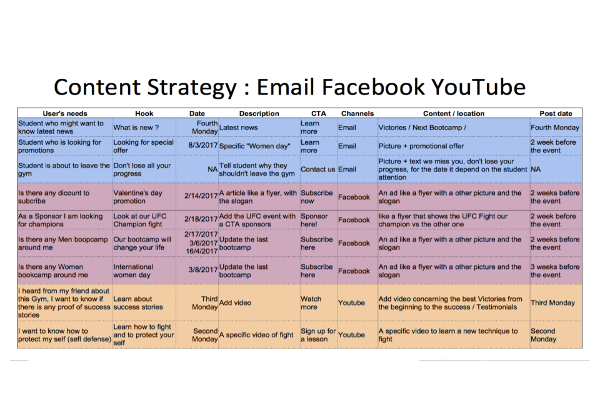 Content Strategy : Email Facebook YouTube
User's needs Hook Date Description CTA Channels Content / location Post date
Student who might want to know latest news What is new ? Fourth Monday Latest news Learn more Email Victories / Next Bootcamp / Fourth Monday
Student who is looking for promotions Looking for special offer 8/3/2017 Specific "Women day" Learn more Email Picture + promotional offer 2 week before the event
Student is about to leave the gym Don't lose all your progress NA Tell student why they shouldn't leave the gym Contact us Email Picture + text we miss you, don't lose your progress, for the date it depend on the student attention NA
Is there any dicount to subcribe Valentine's day promotion 2/14/2017 A article like a flyer, with the slogan Subscribe now Facebook An ad like a flyer with other picture and the slogan 2 weeks before the event
As a Sponsor I am looking for champions Look at our UFC Champion fight 2/18/2017 Add the UFC event with a CTA sponsors Sponsor here! Facebook like a flyer that shows the UFC Fight our champion vs the other one 2 week before the event
Is there any Men boopcamp around me Our bootcamp will change your life 2/17/2017 3/6/2017 16/4/2017 Update the last bootcamp Subscribe here Facebook An ad like a flyer with other picture and the slogan 2 weeks before the event
Is there any Women bookcamp around me International women day 3/8/2017 Update the last bootcamp Subscribe here Facebook An ad like a flyer with an other picture and the slogan 3 weeks before the event
I heard from my friend about this Gym, I want to know if there is any proof of success stories Learn about success stories Third Monday Add video Watch more Youtube Add video concerning the best Victories from the beginning to the success / Testimonials Third Monday
I want to know how to protect my self (sefl defense) Learn how to fight and to protect your self Second Monday A specific video of fight Sign up for a lesson Youtube A specific video to learn a new technique to fight Second Monday